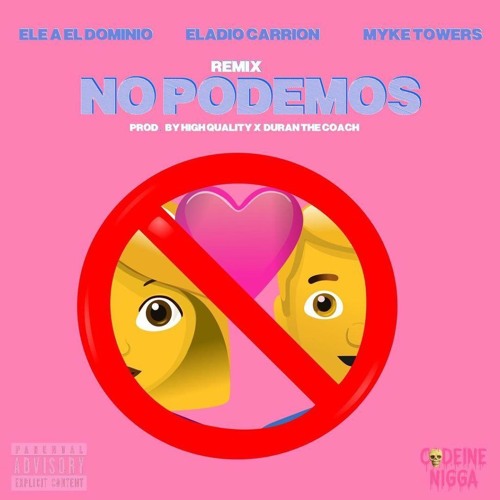 ELE A EL DOMINIO ELADIO CARRION MYKE TOWERS
REMIX
NO PODEMOS
PROD BY HIGH QUALITY X DURAN THE COACH
PARENTAL
ADVISORY
EXPLICIT CONTENT
CODEINE
NIGGA